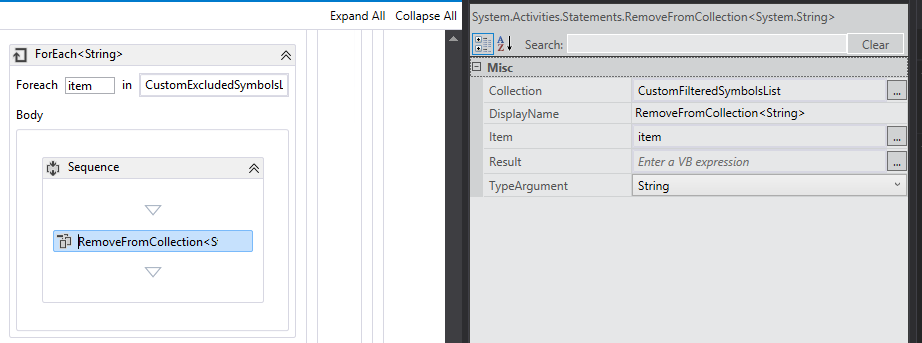 Expand All Collapse All
ForEach<String>
Foreach item in CustomExcludedSymbolsL
Body
Sequence
RemoveFromCollection<S
System.Activities.Statements.RemoveFromCollection<System.String>
Search: Clear
Misc
Collection CustomFilteredSymbolsList ...
DisplayName RemoveFromCollection<String>
Item item ...
Result Enter a VB expression ...
TypeArgument String